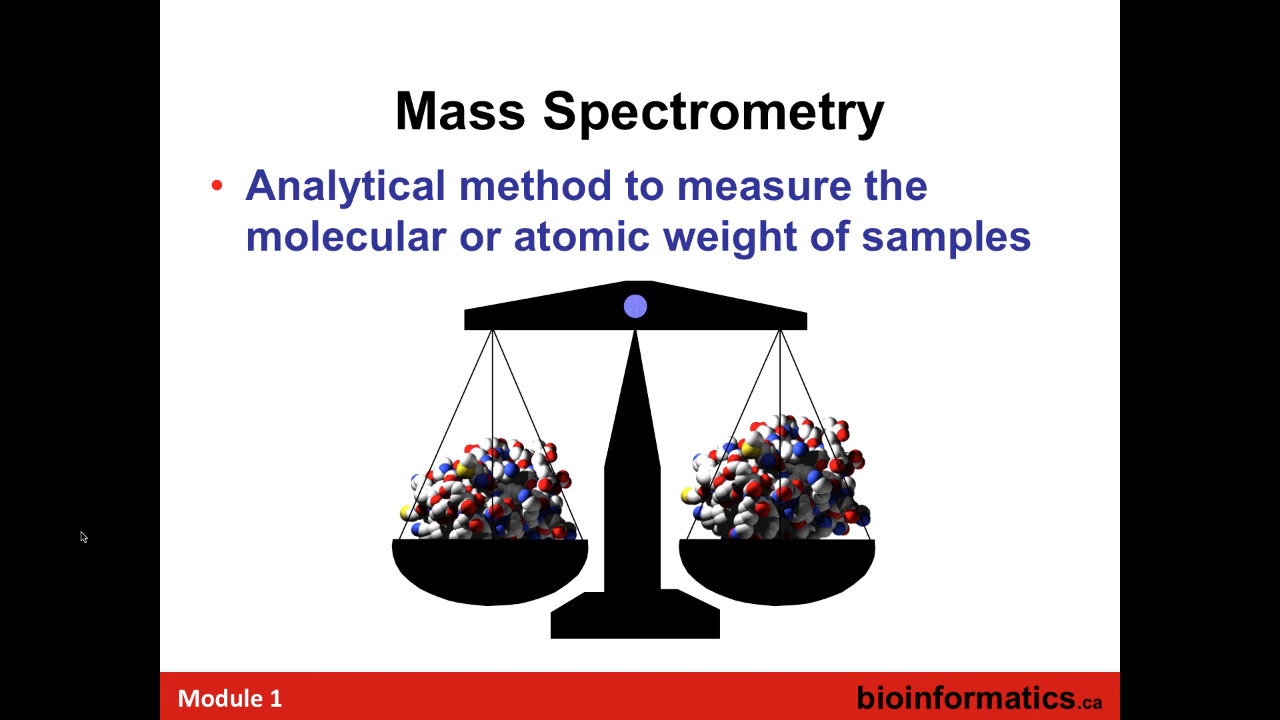 Mass Spectrometry
• Analytical method to measure the
molecular or atomic weight of samples
Module 1
bioinformatics.ca